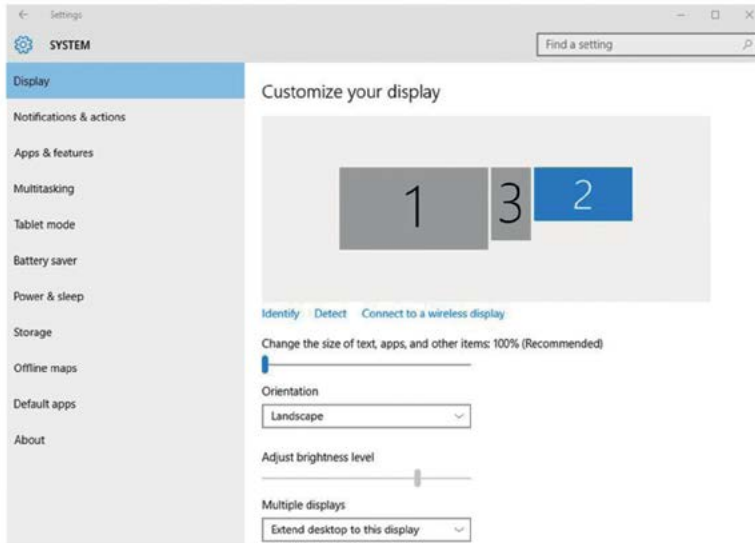 Settings
SYSTEM
Find a setting
Display
Notifications & actions
Apps & features
Multitasking
Tablet mode
Battery saver
Power & sleep
Storage
Offline maps
Default apps
About
Customize your display
1 3 2
Identify Detect Connect to a wireless display
Change the size of text, apps, and other items: 100% (Recommended)
Orientation
Landscape
Adjust brightness level
Multiple displays
Extend desktop to this display